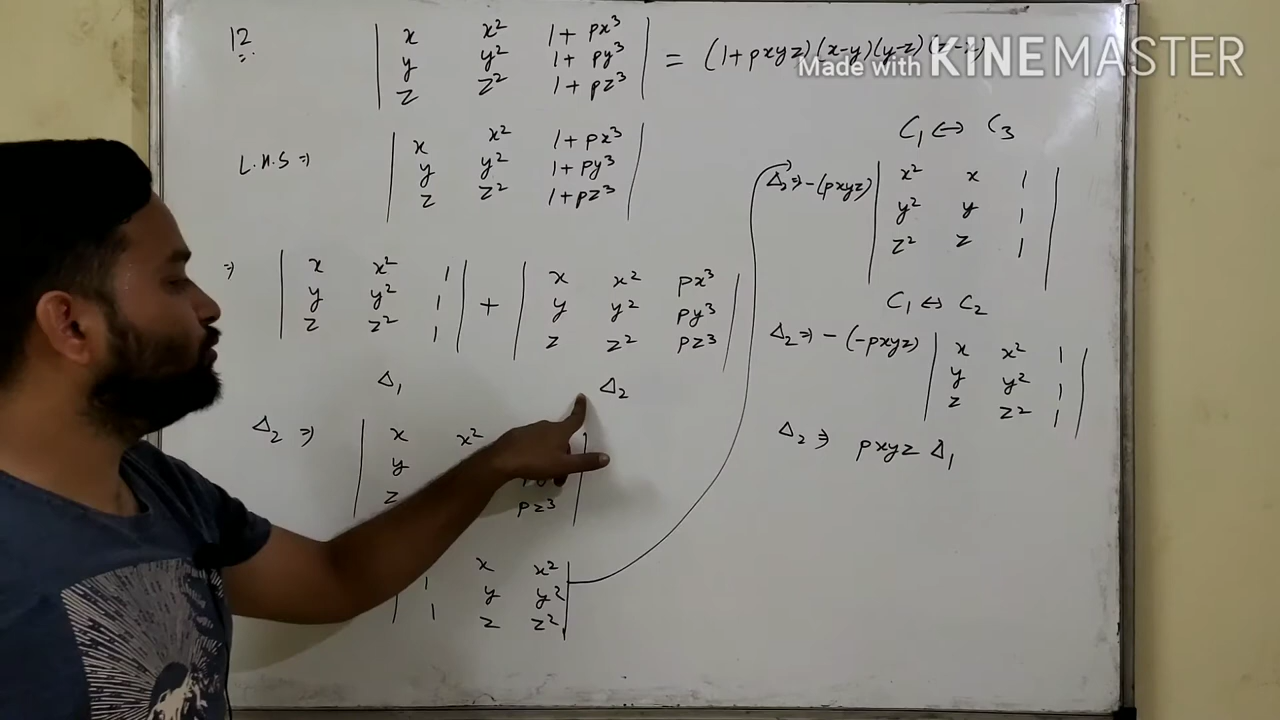 12
| x x² 1 + px³ |
| y y² 1 + py³ | = (1+pxyz)(x-y)(y-z)
| z z² 1 + pz³ |
Made with KINEMASTER
L.H.S ⇒
| x x² 1 + px³ |
| y y² 1 + py³ |
| z z² 1 + pz³ |
⇒
| x x² 1 | + | x x² px³ |
| y y² 1 | | y y² py³ |
| z z² 1 | | z z² pz³ |
Δ₁ Δ₂
Δ₂ ⇒
| x x²
| y
| z pz³ |
x x² |
| 1 y y² |
| 1 z z² |
C₁ ↔ C₃
Δ₂ ⇒ -(pxyz) | x² x 1 |
| y² y 1 |
| z² z 1 |
C₁ ↔ C₂
Δ₂ ⇒ - (-pxyz) | x x² 1 |
| y y² 1 |
| z z² 1 |
Δ₂ ⇒ pxyz Δ₁